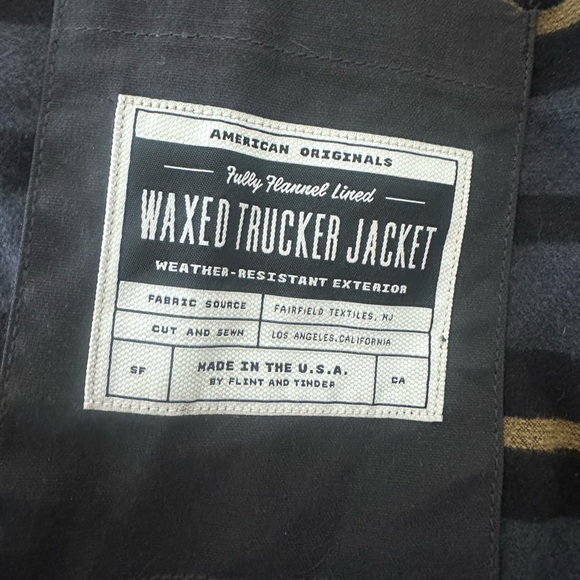 AMERICAN ORIGINALS
Fully Flannel Lined
WAXED TRUCKER JACKET
WEATHER-RESISTANT EXTERIOR
FABRIC SOURCE FAIRFIELD TEXTILES, NJ
CUT AND SEWN LOS ANGELES, CALIFORNIA
SF MADE IN THE U.S.A. CA
BY FLINT AND TINDER